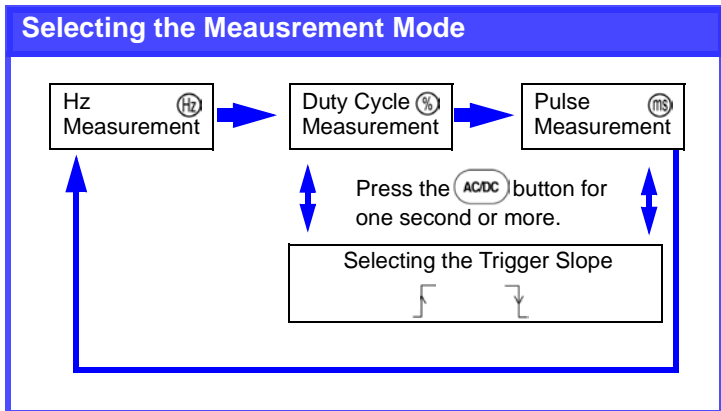 Selecting the Meausrement Mode
Hz Hz
Measurement
Duty Cycle %
Measurement
Pulse ms
Measurement
Press the AC/DC button for
one second or more.
Selecting the Trigger Slope